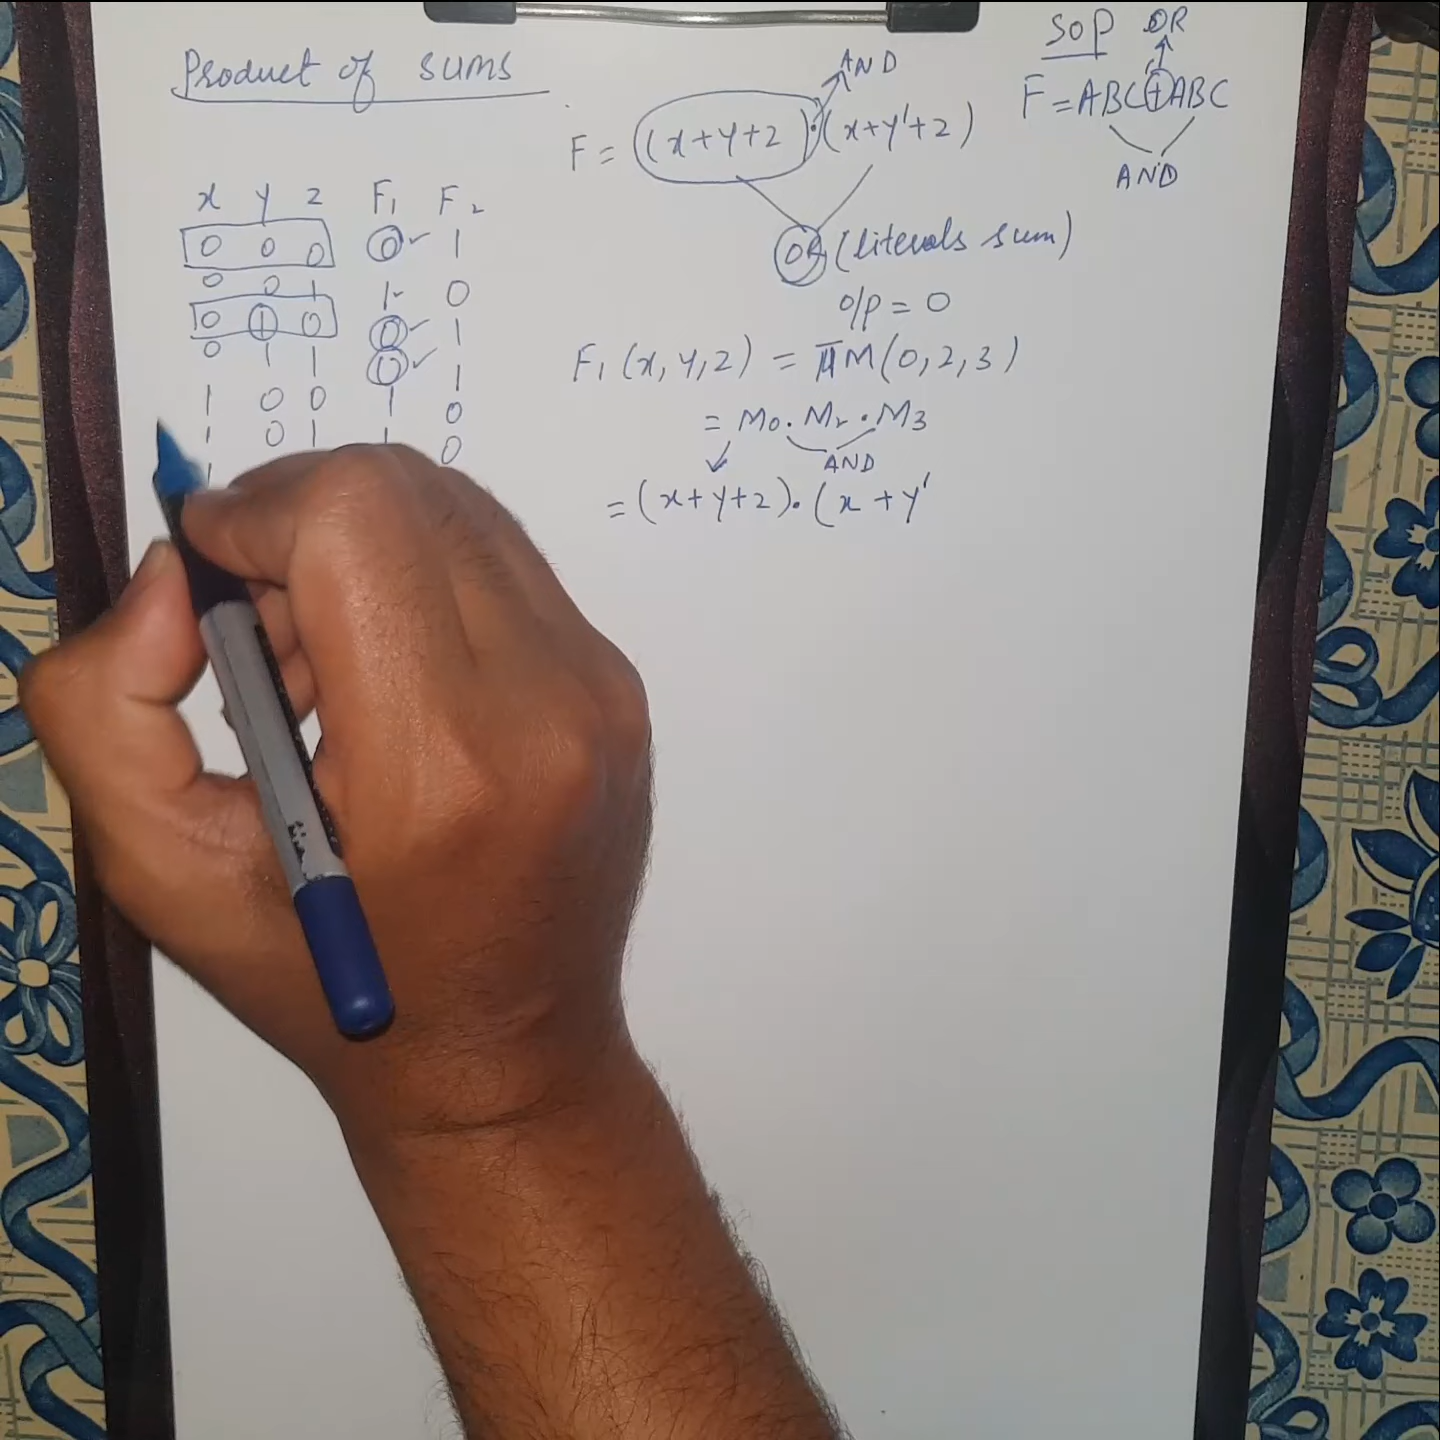 Product of sums
AND
F = (x+y+z).(x+y'+z)
SOP OR
F = ABC + ABC
AND
OR (literals sum)
o/p = 0
x y z F1 F2
0 0 0 0 1
0 0 1 1 0
0 1 0 0 1
0 1 1 0 1
1 0 0 1 0
1 0 1 1 0
1
F1 (x,y,z) = πM(0,2,3)
= M0.M2.M3
AND
= (x+y+z).(x+y'